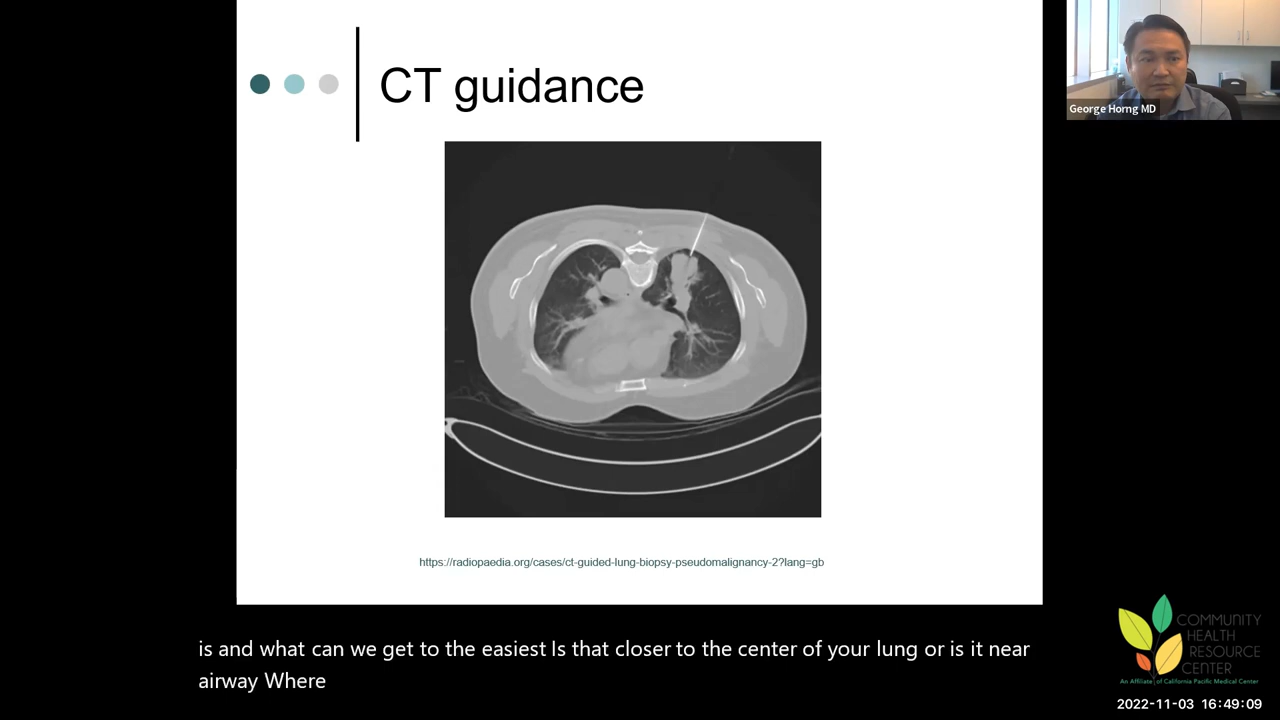 CT guidance
George Horng MD
https://radiopaedia.org/cases/ct-guided-lung-biopsy-pseudomalignancy-2?lang=gb
is and what can we get to the easiest Is that closer to the center of your lung or is it near
airway Where
COMMUNITY
HEALTH
RESOURCE
CENTER
An Affiliate of California Pacific Medical Center
2022-11-03 16:49:09